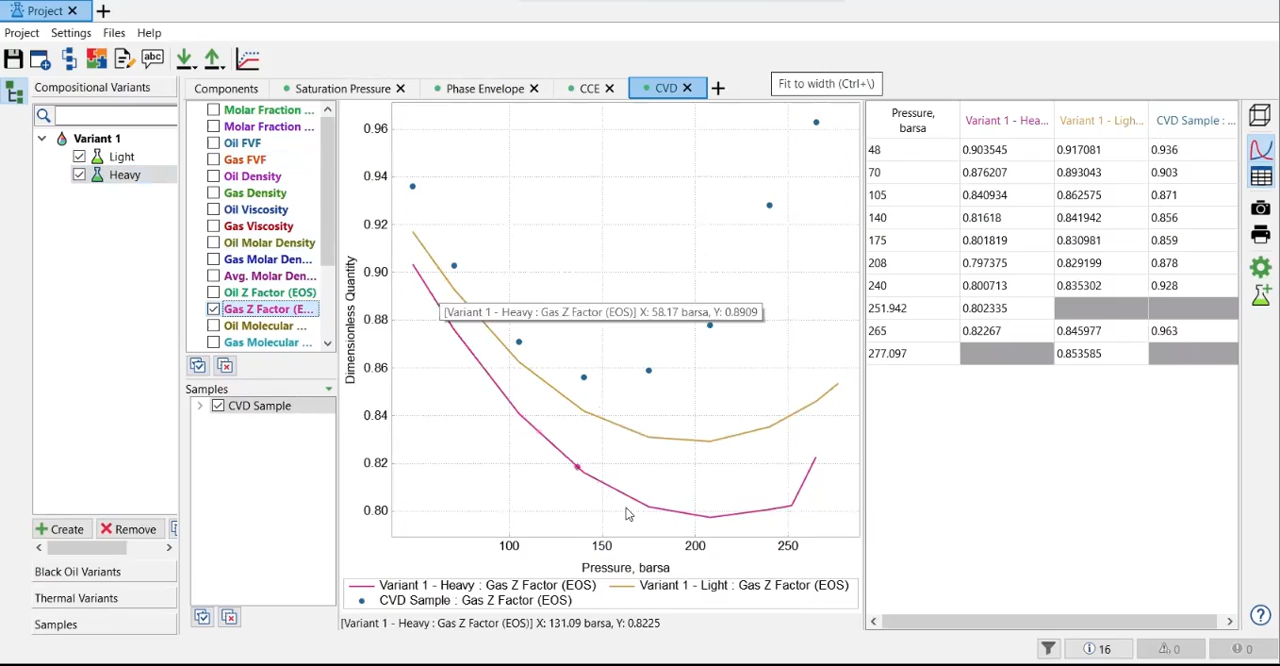 Project
Project Settings Files Help
abc
Compositional Variants
Components Saturation Pressure Phase Envelope CCE CVD Fit to width (Ctrl+\)
Variant 1
Light
Heavy
Create Remove
Black Oil Variants
Thermal Variants
Samples
Molar Fraction ...
Molar Fraction ...
Oil FVF
Gas FVF
Oil Density
Gas Density
Oil Viscosity
Gas Viscosity
Oil Molar Density
Gas Molar Den...
Avg. Molar Den...
Oil Z Factor (EOS)
Gas Z Factor (E...
Oil Molecular ...
Gas Molecular ...
Samples
CVD Sample
Dimensionless Quantity
0.96
0.94
0.92
0.90
0.88
0.86
0.84
0.82
0.80
[Variant 1 - Heavy : Gas Z Factor (EOS)] X: 58.17 barsa, Y: 0.8909
100 150 200 250
Pressure, barsa
Variant 1 - Heavy : Gas Z Factor (EOS) Variant 1 - Light : Gas Z Factor (EOS)
CVD Sample : Gas Z Factor (EOS)
[Variant 1 - Heavy : Gas Z Factor (EOS)] X: 131.09 barsa, Y: 0.8225
Pressure,
barsa
Variant 1 - Hea... Variant 1 - Ligh... CVD Sample : ...
48 0.903545 0.917081 0.936
70 0.876207 0.893043 0.903
105 0.840934 0.862575 0.871
140 0.81618 0.841942 0.856
175 0.801819 0.830981 0.859
208 0.797375 0.829199 0.878
240 0.800713 0.835302 0.928
251.942 0.802335
265 0.82267 0.845977 0.963
277.097 0.853585
16 0 0